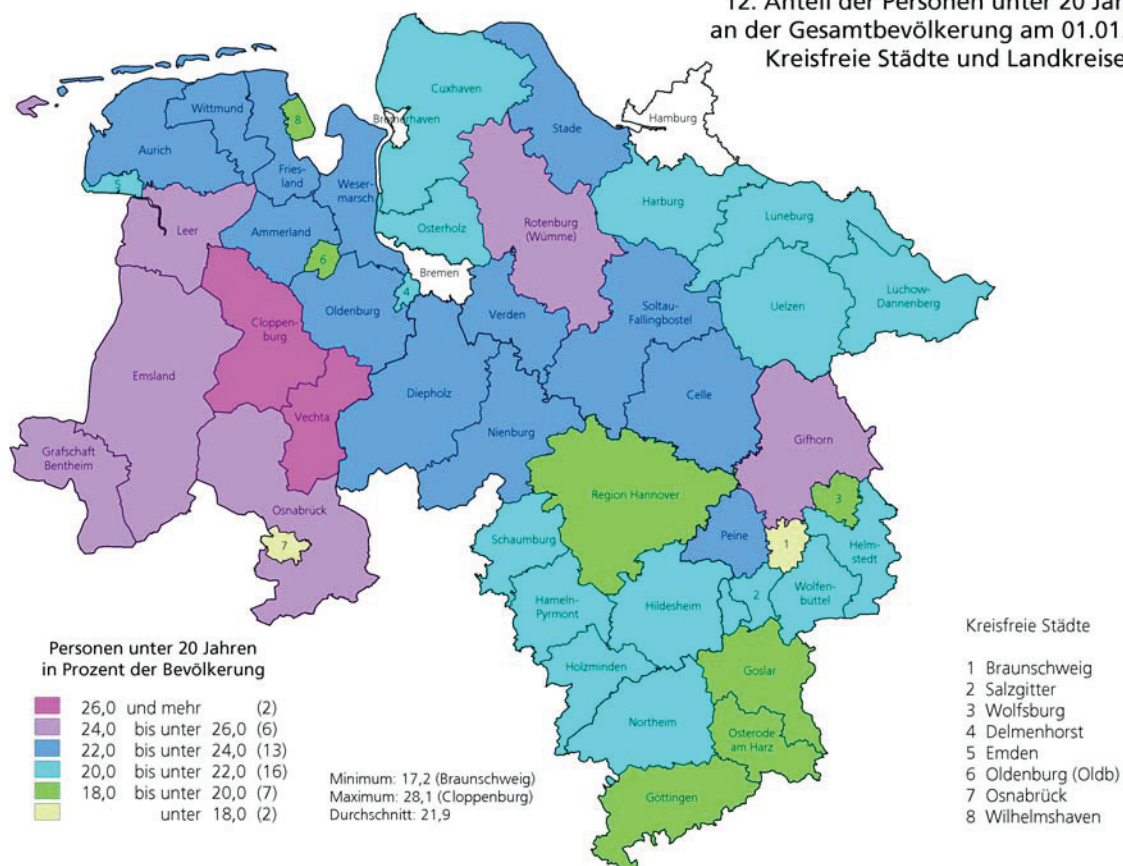 12. Anteil der Personen unter 20 Jah
an der Gesamtbevölkerung am 01.01.
Kreisfreie Städte und Landkreise
Cuxhaven
Wittmund
8
Bremerhaven
Stade
Hamburg
Aurich
Fries-
land
Weser-
marsch
5
Harburg
Lüneburg
Leer
Ammerland
Osterholz
Rotenburg
(Wümme)
6
Bremen
4
Oldenburg
Verden
Soltau-
Fallingbostel
Uelzen
Lüchow-
Dannenberg
Cloppen-
burg
Emsland
Diepholz
Celle
Vechta
Nienburg
Gifhorn
Grafschaft
Bentheim
Region Hannover
3
Osnabrück
Schaumburg
Peine
1
Helm-
stedt
7
2
Wolfen-
büttel
Hameln-
Pyrmont
Hildesheim
Holzminden
Goslar
Northeim
Osterode
am Harz
Göttingen
Personen unter 20 Jahren
in Prozent der Bevölkerung
26,0 und mehr (2)
24,0 bis unter 26,0 (6)
22,0 bis unter 24,0 (13)
20,0 bis unter 22,0 (16)
18,0 bis unter 20,0 (7)
unter 18,0 (2)
Minimum: 17,2 (Braunschweig)
Maximum: 28,1 (Cloppenburg)
Durchschnitt: 21,9
Kreisfreie Städte
1 Braunschweig
2 Salzgitter
3 Wolfsburg
4 Delmenhorst
5 Emden
6 Oldenburg (Oldb)
7 Osnabrück
8 Wilhelmshaven